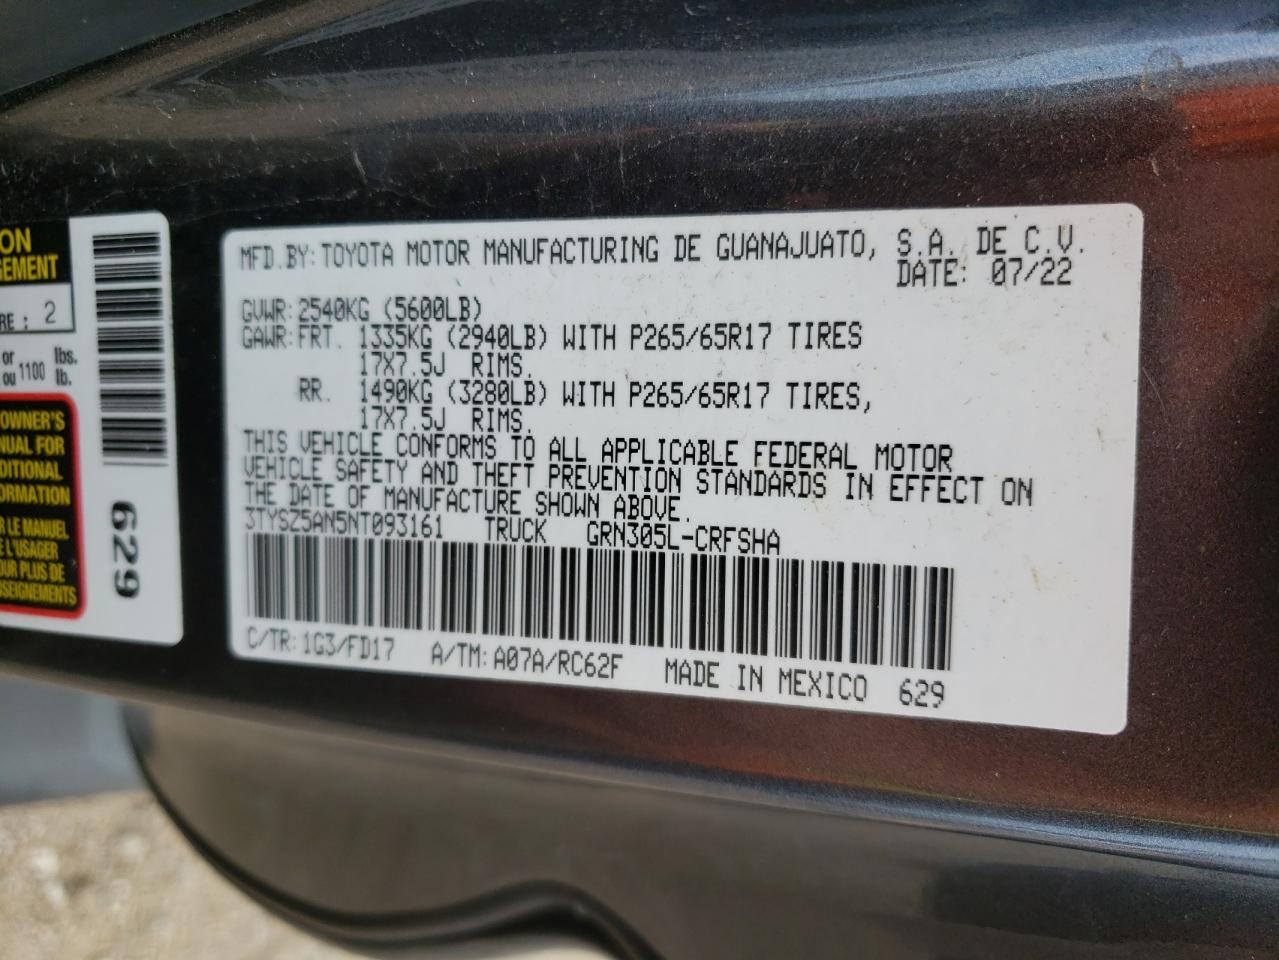 ON
GEMENT
RE : 2
or lbs.
ou 1100 lb.
OWNER'S
NUAL FOR
DITIONAL
FORMATION
R LE MANUEL
E L'USAGER
OUR PLUS DE
SEIGNEMENTS
629
MFD.BY:TOYOTA MOTOR MANUFACTURING DE GUANAJUATO, S.A. DE C.V.
DATE: 07/22
GVWR:2540KG (5600LB)
GAWR:FRT. 1335KG (2940LB) WITH P265/65R17 TIRES
17X7.5J RIMS,
RR. 1490KG (3280LB) WITH P265/65R17 TIRES,
17X7.5J RIMS.
THIS VEHICLE CONFORMS TO ALL APPLICABLE FEDERAL MOTOR
VEHICLE SAFETY AND THEFT PREVENTION STANDARDS IN EFFECT ON
THE DATE OF MANUFACTURE SHOWN ABOVE.
3TYSZ5AN5NT093161 TRUCK GRN305L-CRFSHA
C/TR:1G3/FD17 A/TM:A07A/RC62F MADE IN MEXICO 629